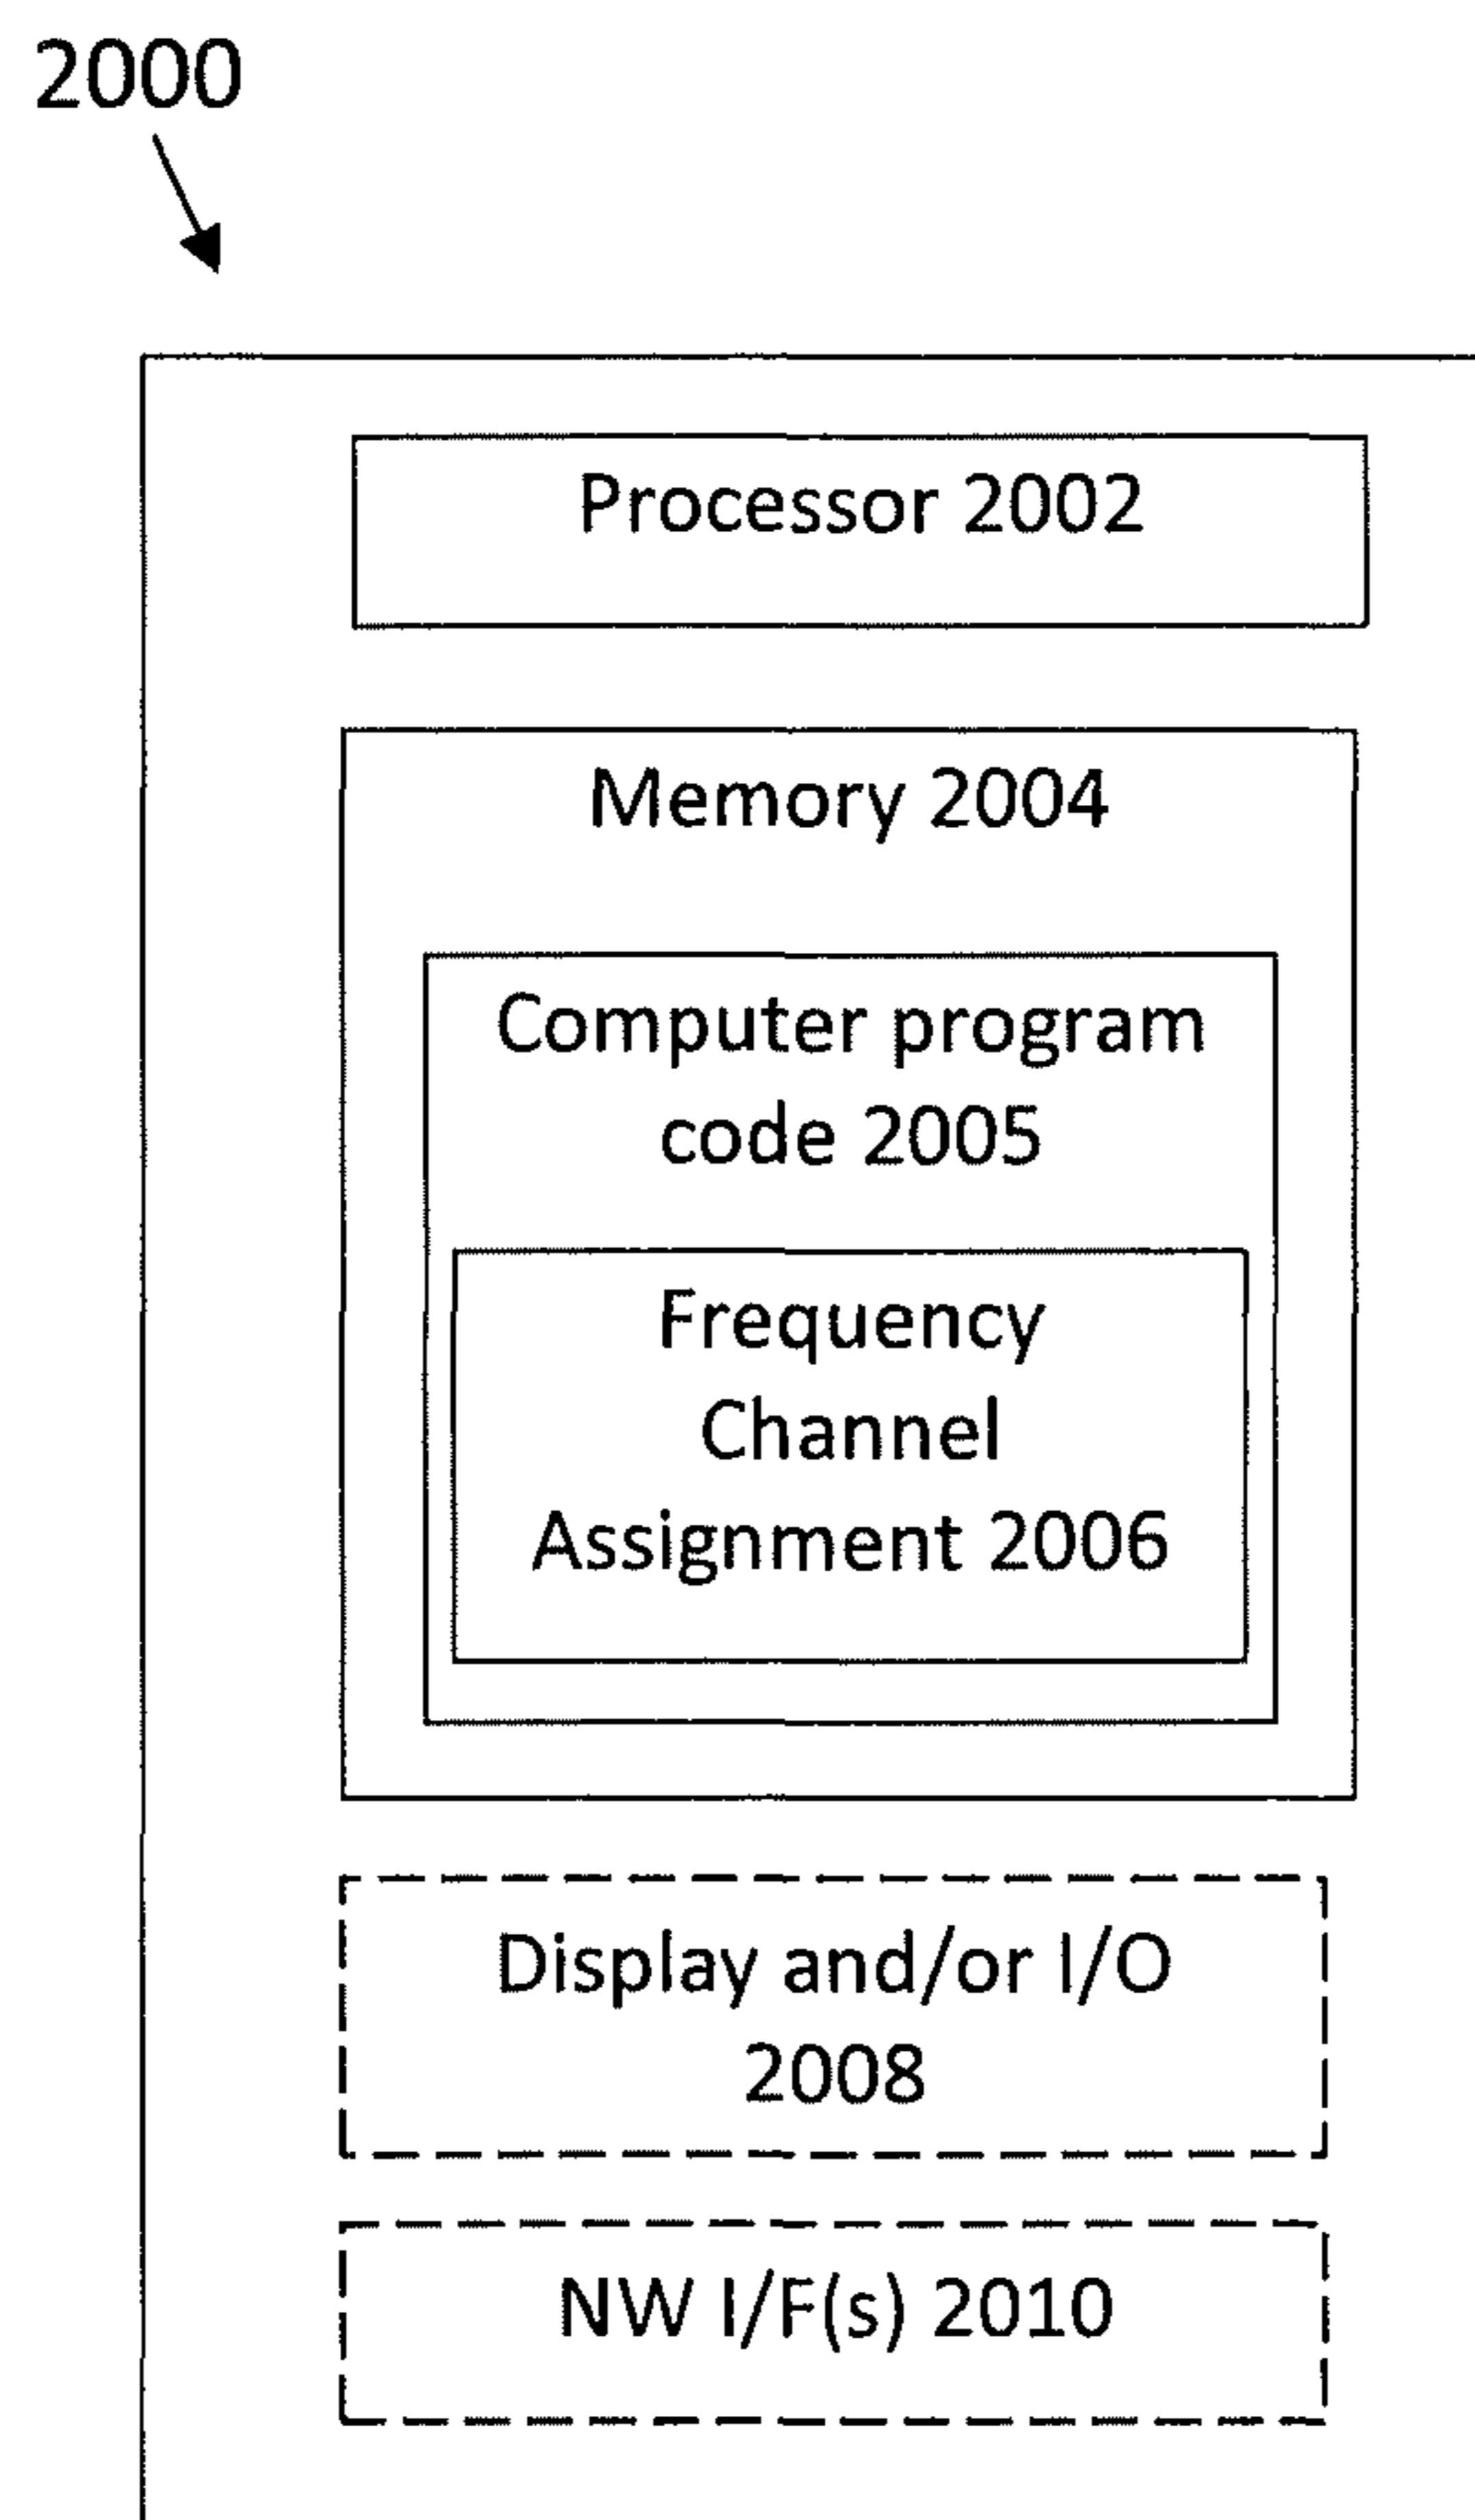 2000
Processor 2002
Memory 2004
Computer program
code 2005
Frequency
Channel
Assignment 2006
Display and/or I/O
2008
NW I/F(s) 2010